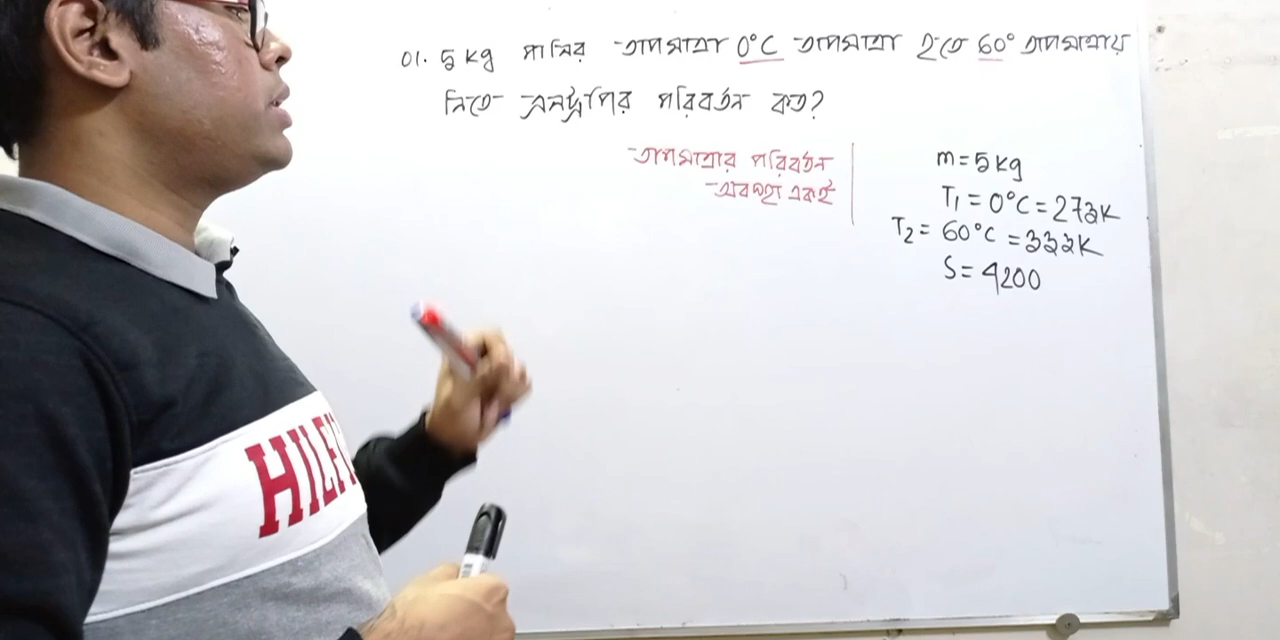 01. 5 kg পানির তাপমাত্রা 0°C তাপমাত্রা হতে 60° তাপমাত্রায়
নিতে এনট্রপির পরিবর্তন কত?
তাপমাত্রার পরিবর্তন
অবস্থা একই
m = 5 kg
T₁ = 0°C = 273K
T₂ = 60°C = 333K
S = 4200
HILFI